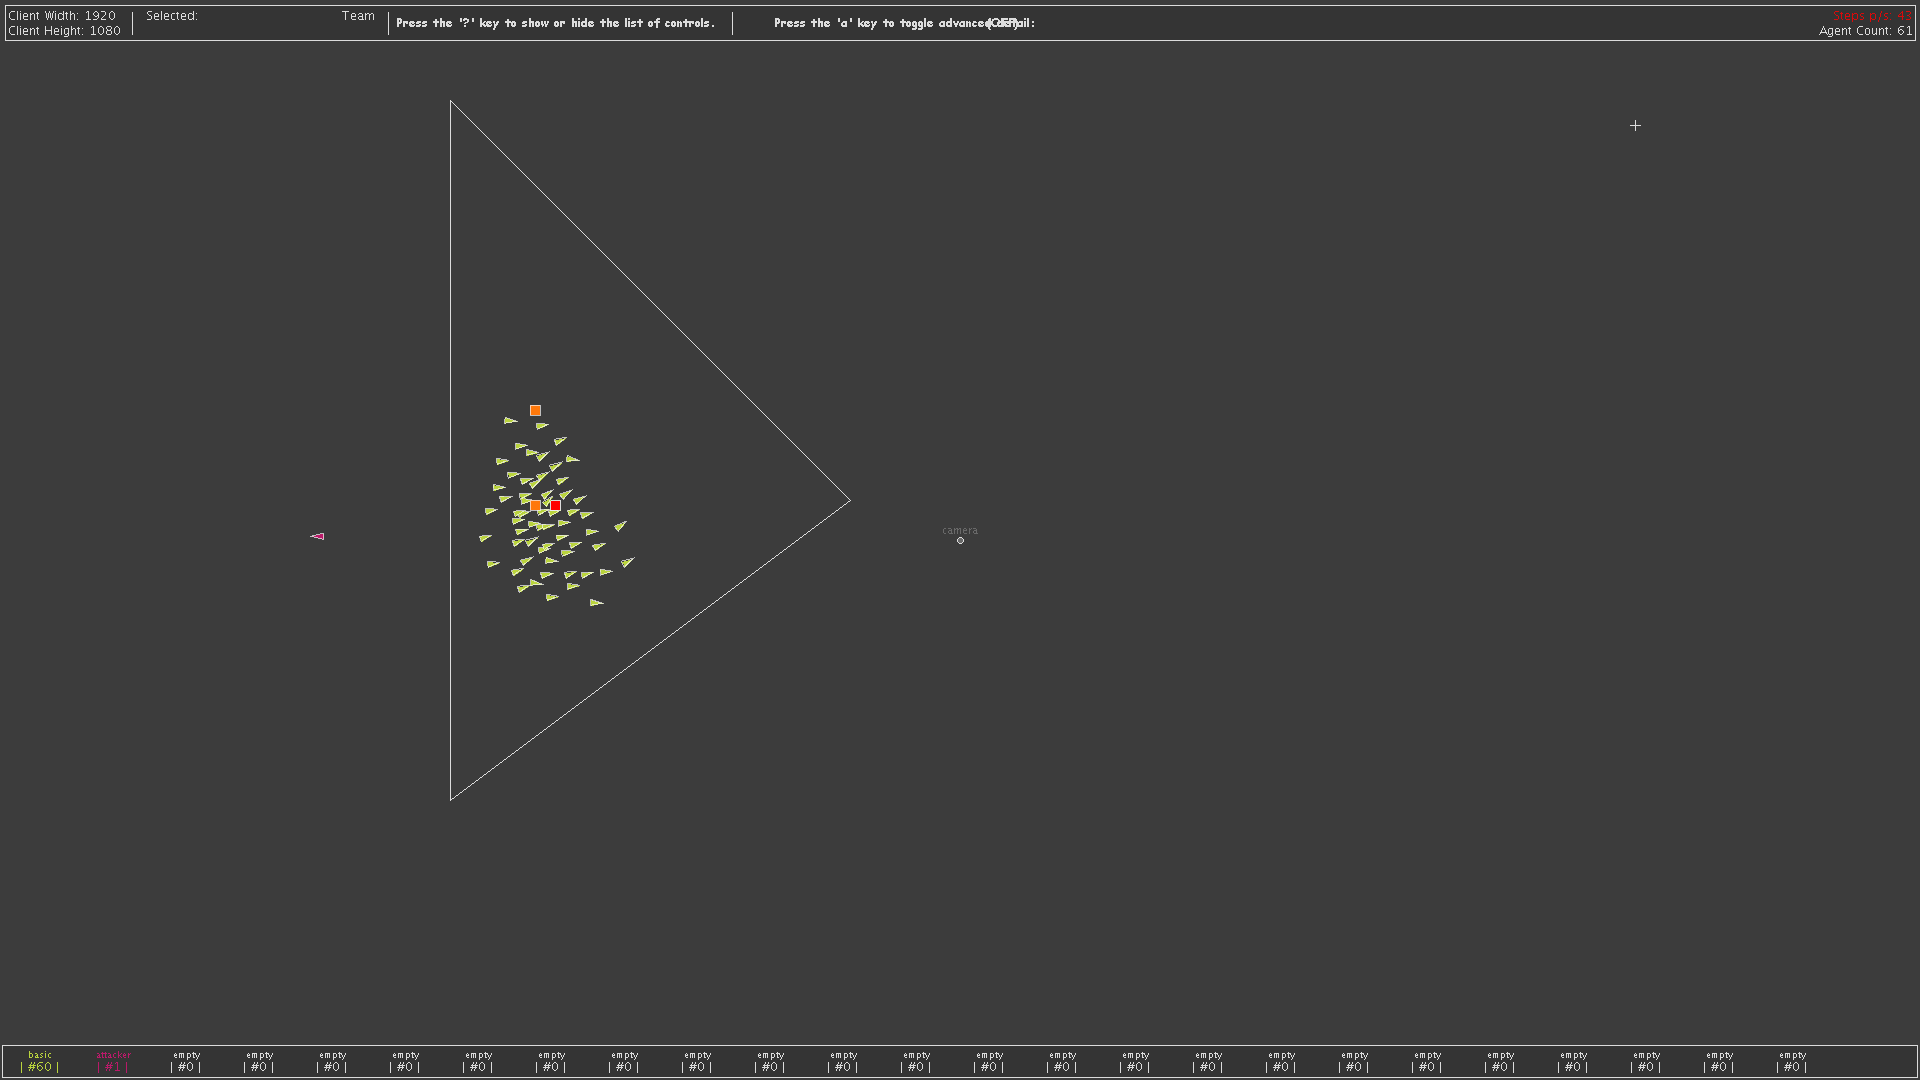 Client Width: 1920
Client Height: 1080
Selected:
Team
Press the '?' key to show or hide the list of controls.
Press the 'a' key to toggle advanced detail:
(OFF)
Steps p/s: 43
Agent Count: 61
camera
basic attacker empty empty empty empty empty empty empty empty empty empty empty empty empty empty empty empty empty empty empty empty empty empty empty
| #60 | | #1 | | #0 | | #0 | | #0 | | #0 | | #0 | | #0 | | #0 | | #0 | | #0 | | #0 | | #0 | | #0 | | #0 | | #0 | | #0 | | #0 | | #0 | | #0 | | #0 | | #0 | | #0 | | #0 | | #0 |